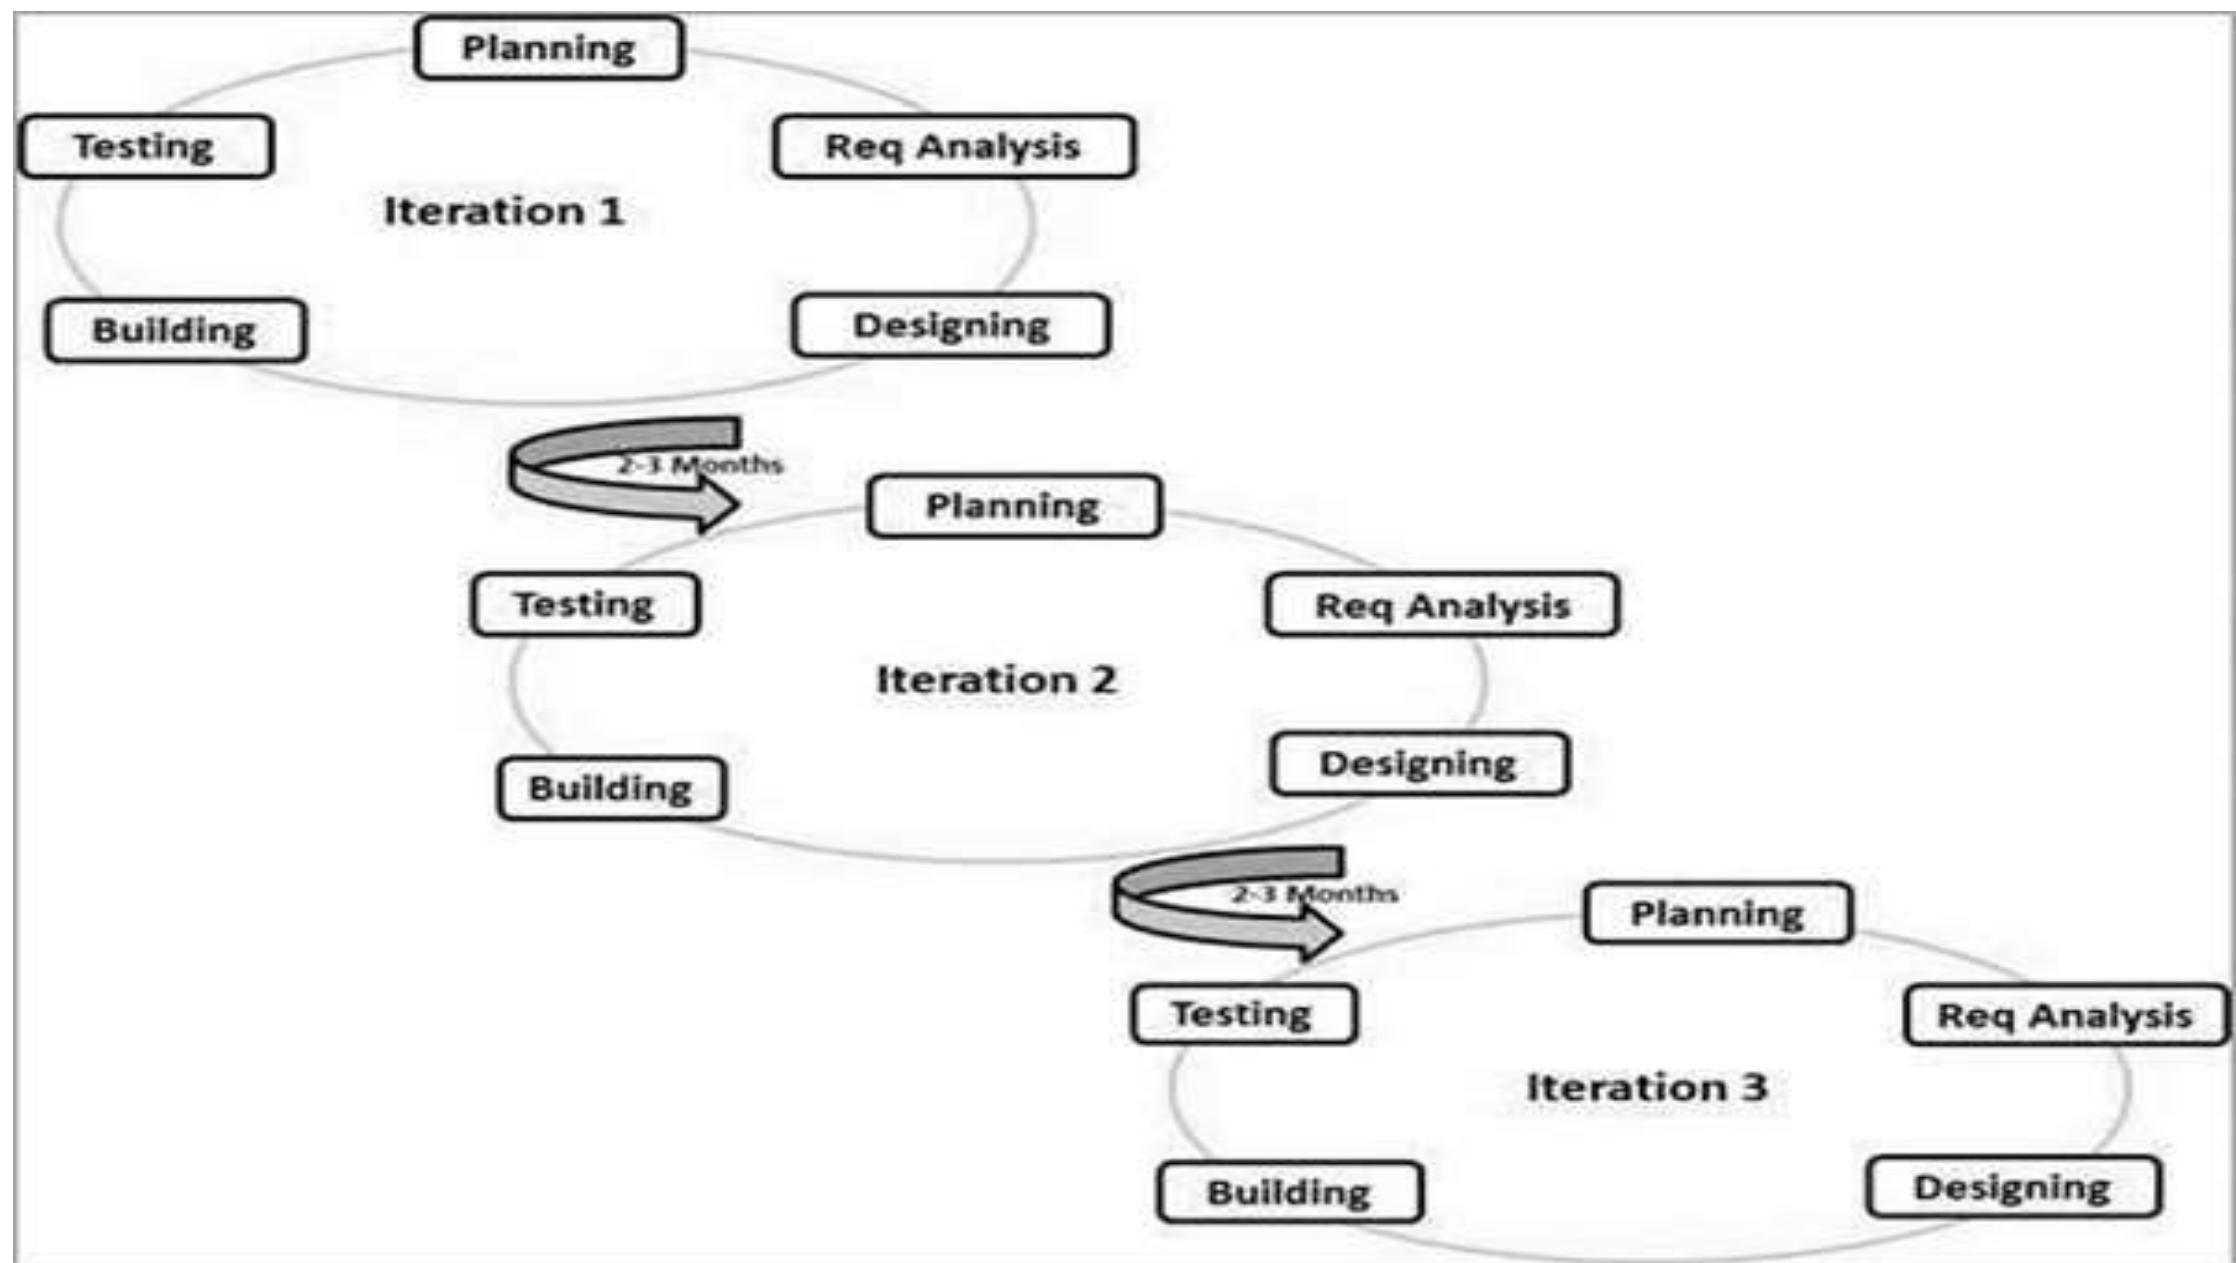 Planning
Testing
Req Analysis
Iteration 1
Building
Designing
2-3 Months
Planning
Testing
Req Analysis
Iteration 2
Designing
Building
2-3 Months
Planning
Testing
Req Analysis
Iteration 3
Building
Designing